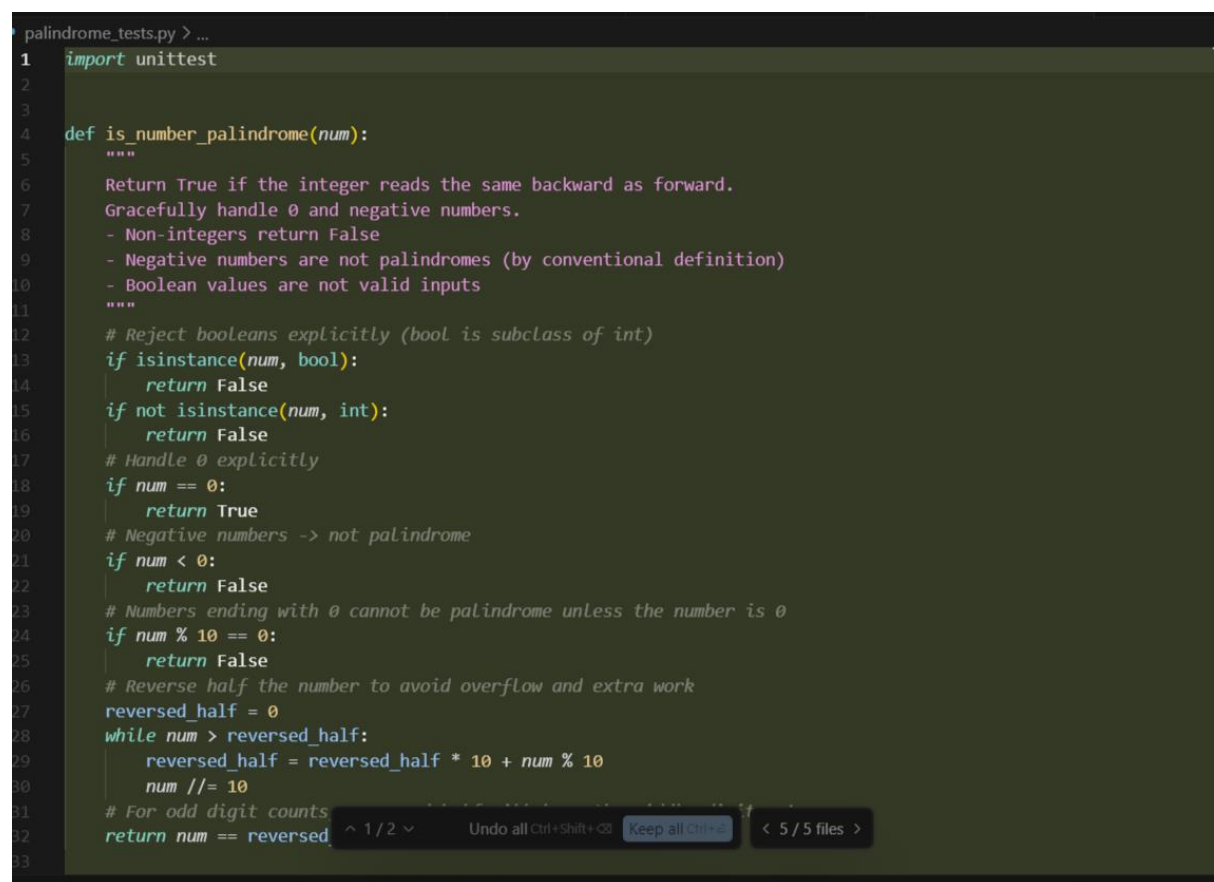 palindrome_tests.py > ...
1 import unittest
2
3
4 def is_number_palindrome(num):
5 """
6 Return True if the integer reads the same backward as forward.
7 Gracefully handle 0 and negative numbers.
8 - Non-integers return False
9 - Negative numbers are not palindromes (by conventional definition)
10 - Boolean values are not valid inputs
11 """
12 # Reject booleans explicitly (bool is subclass of int)
13 if isinstance(num, bool):
14 return False
15 if not isinstance(num, int):
16 return False
17 # Handle 0 explicitly
18 if num == 0:
19 return True
20 # Negative numbers -> not palindrome
21 if num < 0:
22 return False
23 # Numbers ending with 0 cannot be palindrome unless the number is 0
24 if num % 10 == 0:
25 return False
26 # Reverse half the number to avoid overflow and extra work
27 reversed_half = 0
28 while num > reversed_half:
29 reversed_half = reversed_half * 10 + num % 10
30 num //= 10
31 # For odd digit counts
32 return num == reversed_
33
1 / 2 Undo all Ctrl+Shift+⌫ Keep all Ctrl+⏎ < 5 / 5 files >